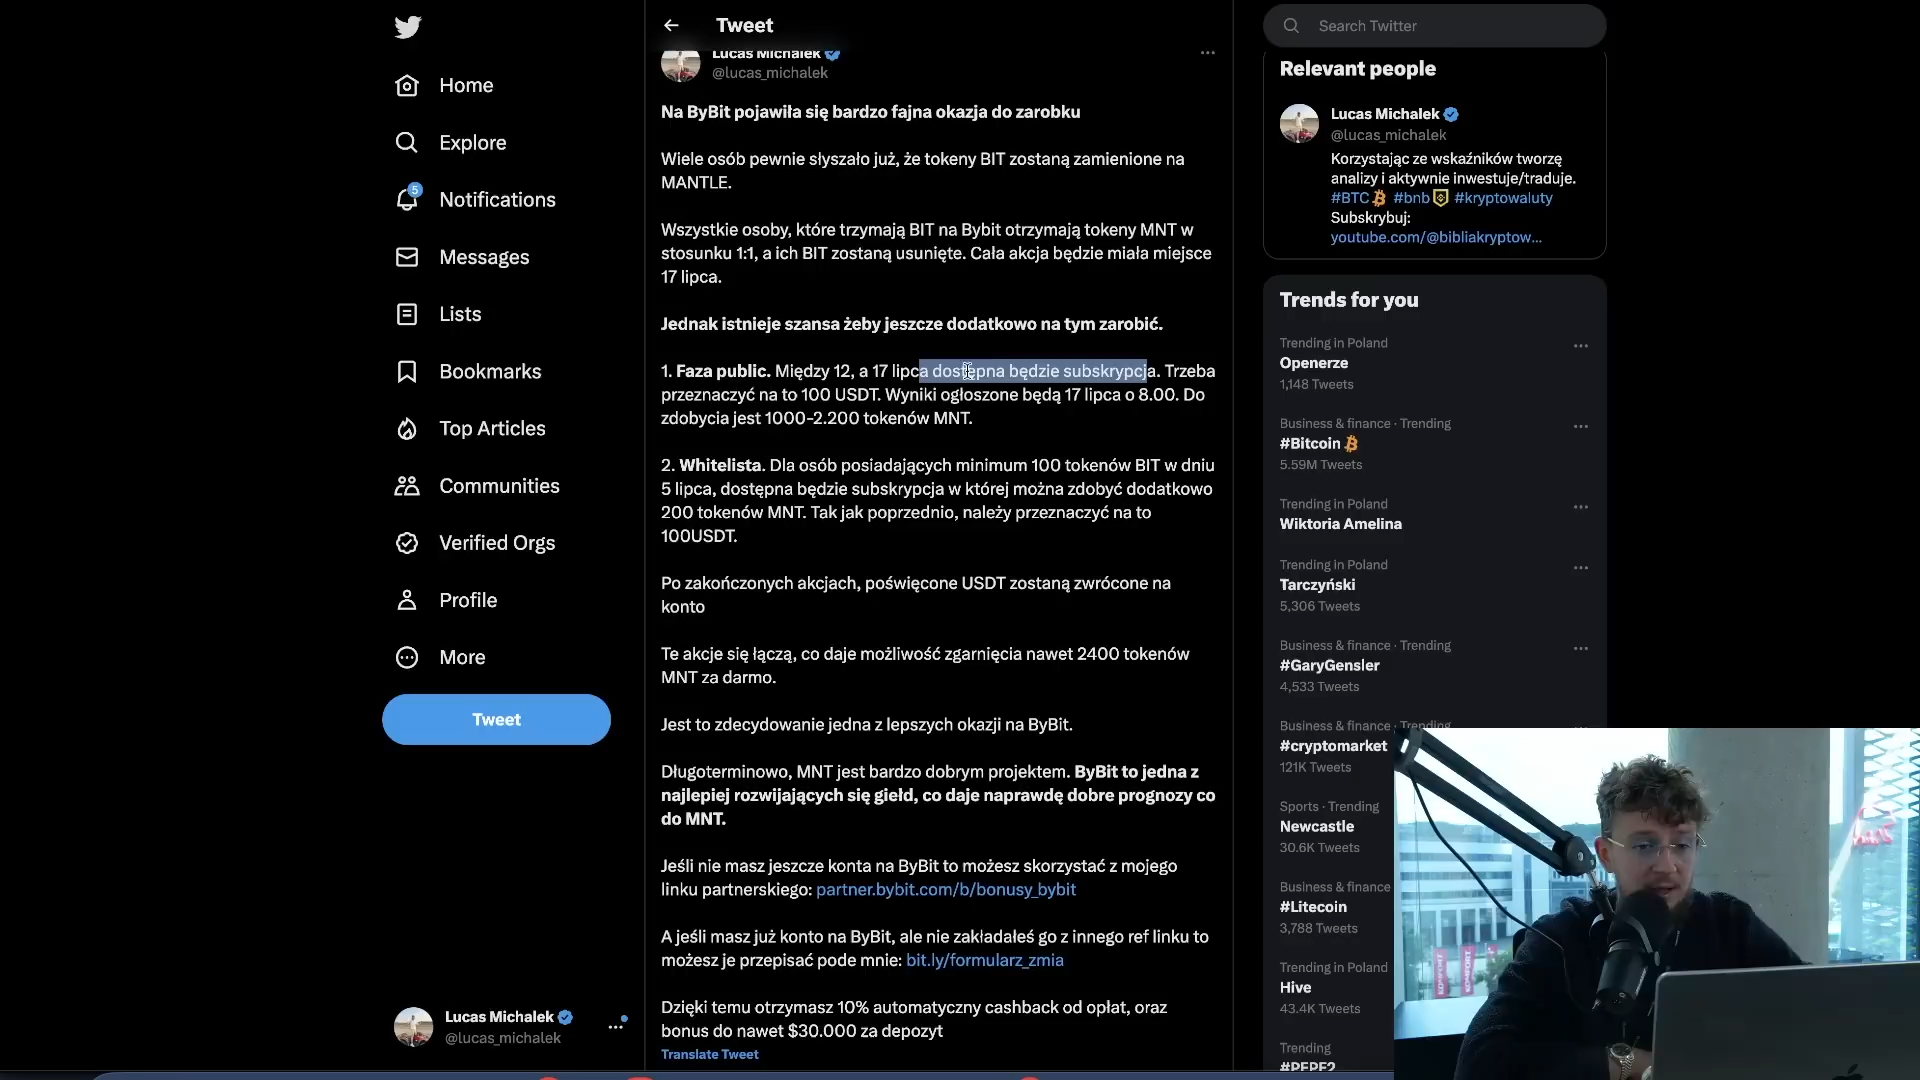 Home
Explore
5
Notifications
Messages
Lists
Bookmarks
Top Articles
Communities
Verified Orgs
Profile
More
Tweet
Lucas Michalek
@lucas_michalek
Tweet
Lucas Michalek
@lucas_michalek
Na ByBit pojawiła się bardzo fajna okazja do zarobku
Wiele osób pewnie słyszało już, że tokeny BIT zostaną zamienione na
MANTLE.
Wszystkie osoby, które trzymają BIT na Bybit otrzymają tokeny MNT w
stosunku 1:1, a ich BIT zostaną usunięte. Cała akcja będzie miała miejsce
17 lipca.
Jednak istnieje szansa żeby jeszcze dodatkowo na tym zarobić.
1. Faza public. Między 12, a 17 lipca dostępna będzie subskrypcja. Trzeba
przeznaczyć na to 100 USDT. Wyniki ogłoszone będą 17 lipca o 8.00. Do
zdobycia jest 1000-2.200 tokenów MNT.
2. Whitelista. Dla osób posiadających minimum 100 tokenów BIT w dniu
5 lipca, dostępna będzie subskrypcja w której można zdobyć dodatkowo
200 tokenów MNT. Tak jak poprzednio, należy przeznaczyć na to
100USDT.
Po zakończonych akcjach, poświęcone USDT zostaną zwrócone na
konto
Te akcje się łączą, co daje możliwość zgarnięcia nawet 2400 tokenów
MNT za darmo.
Jest to zdecydowanie jedna z lepszych okazji na ByBit.
Długoterminowo, MNT jest bardzo dobrym projektem. ByBit to jedna z
najlepiej rozwijających się giełd, co daje naprawdę dobre prognozy co
do MNT.
Jeśli nie masz jeszcze konta na ByBit to możesz skorzystać z mojego
linku partnerskiego: partner.bybit.com/b/bonusy_bybit
A jeśli masz już konto na ByBit, ale nie zakładałeś go z innego ref linku to
możesz je przepisać pode mnie: bit.ly/formularz_zmia
Dzięki temu otrzymasz 10% automatyczny cashback od opłat, oraz
bonus do nawet $30.000 za depozyt
Translate Tweet
Search Twitter
Relevant people
Lucas Michalek
@lucas_michalek
Korzystając ze wskaźników tworzę
analizy i aktywnie inwestuje/traduje.
#BTC #bnb #kryptowaluty
Subskrybuj:
youtube.com/@bibliakryptow...
Trends for you
Trending in Poland
Openerze
1,148 Tweets
Business & finance · Trending
#Bitcoin
5.59M Tweets
Trending in Poland
Wiktoria Amelina
Trending in Poland
Tarczyński
5,306 Tweets
Business & finance · Trending
#GaryGensler
4,533 Tweets
Business & finance · Trending
#cryptomarket
121K Tweets
Sports · Trending
Newcastle
30.6K Tweets
Business & finance
#Litecoin
3,788 Tweets
Trending in Poland
Hive
43.4K Tweets
Trending
#PEPE2
KOMFORT
KOMFORT